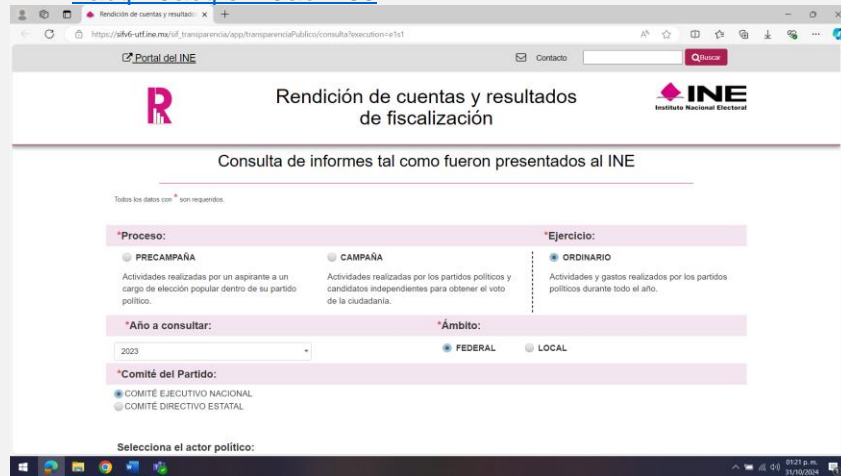 Rendición de cuentas y resultado
https://sifv6-utf.ine.mx/sif_transparencia/app/transparenciaPublico/consulta?execution=e1s1
Portal del INE
Contacto
Buscar
Rendición de cuentas y resultados
de fiscalización
INE
Instituto Nacional Electoral
Consulta de informes tal como fueron presentados al INE
Todos los datos con * son requeridos.
*Proceso:
*Ejercicio:
PRECAMPAÑA
CAMPAÑA
ORDINARIO
Actividades realizadas por un aspirante a un
cargo de elección popular dentro de su partido
político.
Actividades realizadas por los partidos políticos y
candidatos independientes para obtener el voto
de la ciudadanía.
Actividades y gastos realizados por los partidos
políticos durante todo el año.
*Año a consultar:
*Ámbito:
2023
FEDERAL
LOCAL
*Comité del Partido:
COMITÉ EJECUTIVO NACIONAL
COMITÉ DIRECTIVO ESTATAL
Selecciona el actor político:
01:21 p. m.
31/10/2024